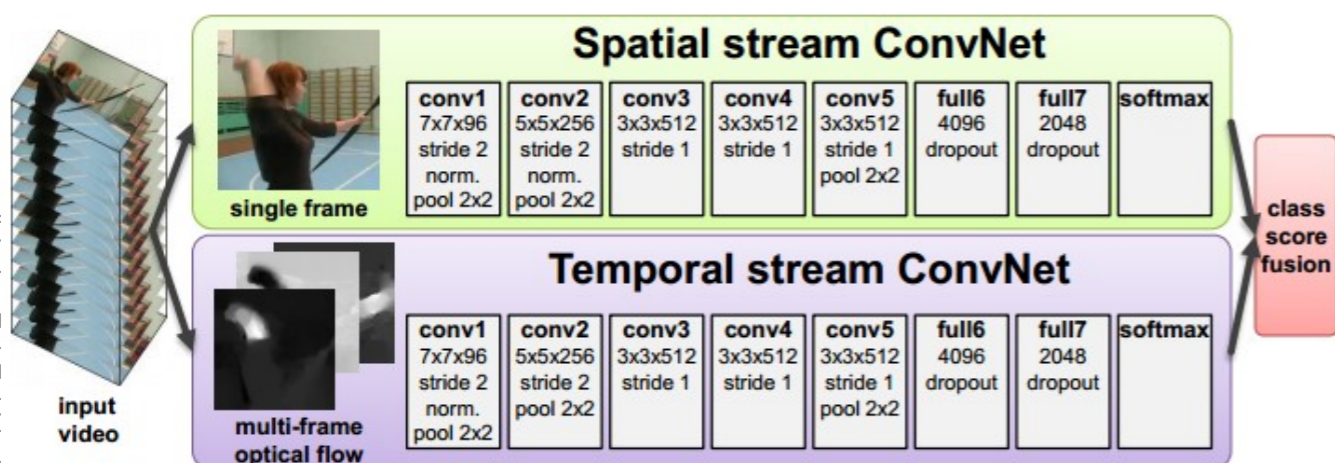 Spatial stream ConvNet
conv1
7x7x96
stride 2
norm.
pool 2x2
conv2
5x5x256
stride 2
norm.
pool 2x2
conv3
3x3x512
stride 1
conv4
3x3x512
stride 1
conv5
3x3x512
stride 1
pool 2x2
full6
4096
dropout
full7
2048
dropout
softmax
single frame
Temporal stream ConvNet
conv1
7x7x96
stride 2
norm.
pool 2x2
conv2
5x5x256
stride 2
pool 2x2
conv3
3x3x512
stride 1
conv4
3x3x512
stride 1
conv5
3x3x512
stride 1
pool 2x2
full6
4096
dropout
full7
2048
dropout
softmax
multi-frame
optical flow
input
video
class
score
fusion